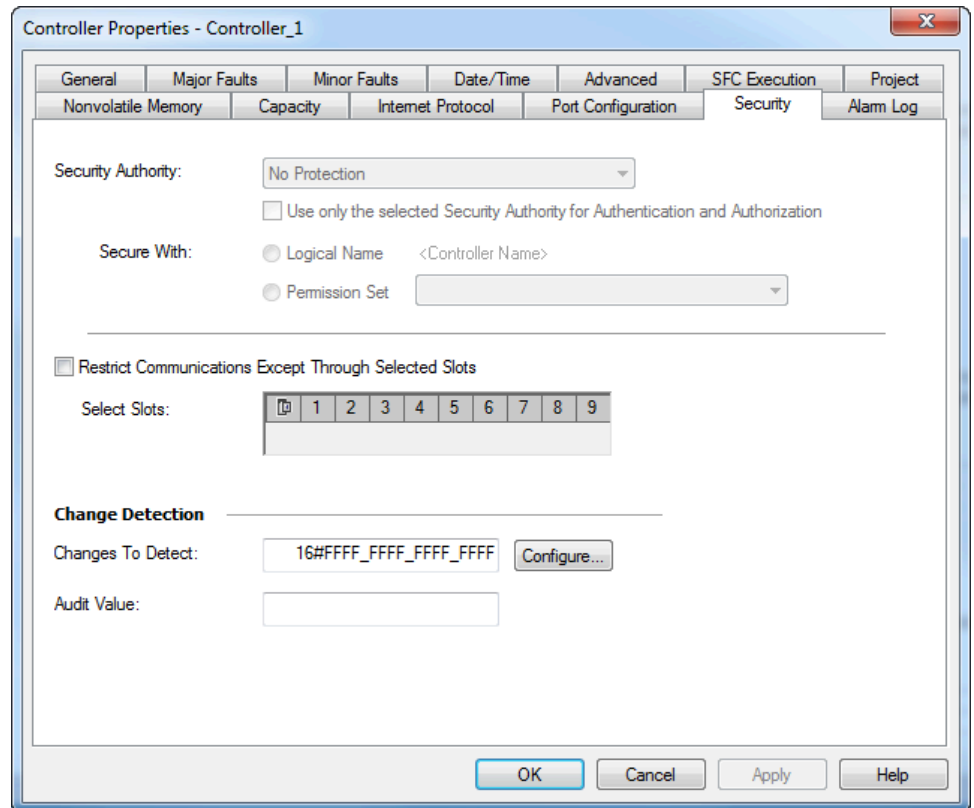 Controller Properties - Controller_1
General Major Faults Minor Faults Date/Time Advanced SFC Execution Project
Nonvolatile Memory Capacity Internet Protocol Port Configuration Security Alarm Log
Security Authority: No Protection
Use only the selected Security Authority for Authentication and Authorization
Secure With: Logical Name <Controller Name>
Permission Set
Restrict Communications Except Through Selected Slots
Select Slots: 1 2 3 4 5 6 7 8 9
Change Detection
Changes To Detect: 16#FFFF_FFFF_FFFF_FFFF Configure...
Audit Value:
OK Cancel Apply Help